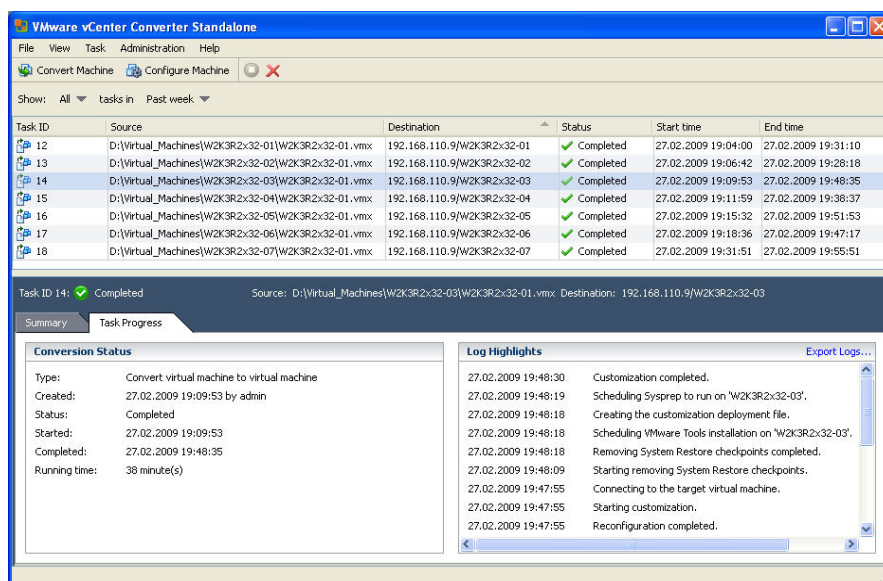 VMware vCenter Converter Standalone
File View Task Administration Help
Convert Machine Configure Machine
Show: All tasks in Past week
Task ID Source Destination Status Start time End time
12 D:\Virtual_Machines\W2K3R2x32-01\W2K3R2x32-01.vmx 192.168.110.9/W2K3R2x32-01 Completed 27.02.2009 19:04:00 27.02.2009 19:31:10
13 D:\Virtual_Machines\W2K3R2x32-02\W2K3R2x32-01.vmx 192.168.110.9/W2K3R2x32-02 Completed 27.02.2009 19:06:42 27.02.2009 19:28:18
14 D:\Virtual_Machines\W2K3R2x32-03\W2K3R2x32-01.vmx 192.168.110.9/W2K3R2x32-03 Completed 27.02.2009 19:09:53 27.02.2009 19:48:35
15 D:\Virtual_Machines\W2K3R2x32-04\W2K3R2x32-01.vmx 192.168.110.9/W2K3R2x32-04 Completed 27.02.2009 19:11:59 27.02.2009 19:38:37
16 D:\Virtual_Machines\W2K3R2x32-05\W2K3R2x32-01.vmx 192.168.110.9/W2K3R2x32-05 Completed 27.02.2009 19:15:32 27.02.2009 19:51:53
17 D:\Virtual_Machines\W2K3R2x32-06\W2K3R2x32-01.vmx 192.168.110.9/W2K3R2x32-06 Completed 27.02.2009 19:18:36 27.02.2009 19:47:17
18 D:\Virtual_Machines\W2K3R2x32-07\W2K3R2x32-01.vmx 192.168.110.9/W2K3R2x32-07 Completed 27.02.2009 19:31:51 27.02.2009 19:55:51
Task ID 14: Completed Source: D:\Virtual_Machines\W2K3R2x32-03\W2K3R2x32-01.vmx Destination: 192.168.110.9/W2K3R2x32-03
Summary Task Progress
Conversion Status
Type: Convert virtual machine to virtual machine
Created: 27.02.2009 19:09:53 by admin
Status: Completed
Started: 27.02.2009 19:09:53
Completed: 27.02.2009 19:48:35
Running time: 38 minute(s)
Log Highlights Export Logs...
27.02.2009 19:48:30 Customization completed.
27.02.2009 19:48:19 Scheduling Sysprep to run on 'W2K3R2x32-03'.
27.02.2009 19:48:18 Creating the customization deployment file.
27.02.2009 19:48:18 Scheduling VMware Tools installation on 'W2K3R2x32-03'.
27.02.2009 19:48:18 Removing System Restore checkpoints completed.
27.02.2009 19:48:09 Starting removing System Restore checkpoints.
27.02.2009 19:47:55 Connecting to the target virtual machine.
27.02.2009 19:47:55 Starting customization.
27.02.2009 19:47:55 Reconfiguration completed.